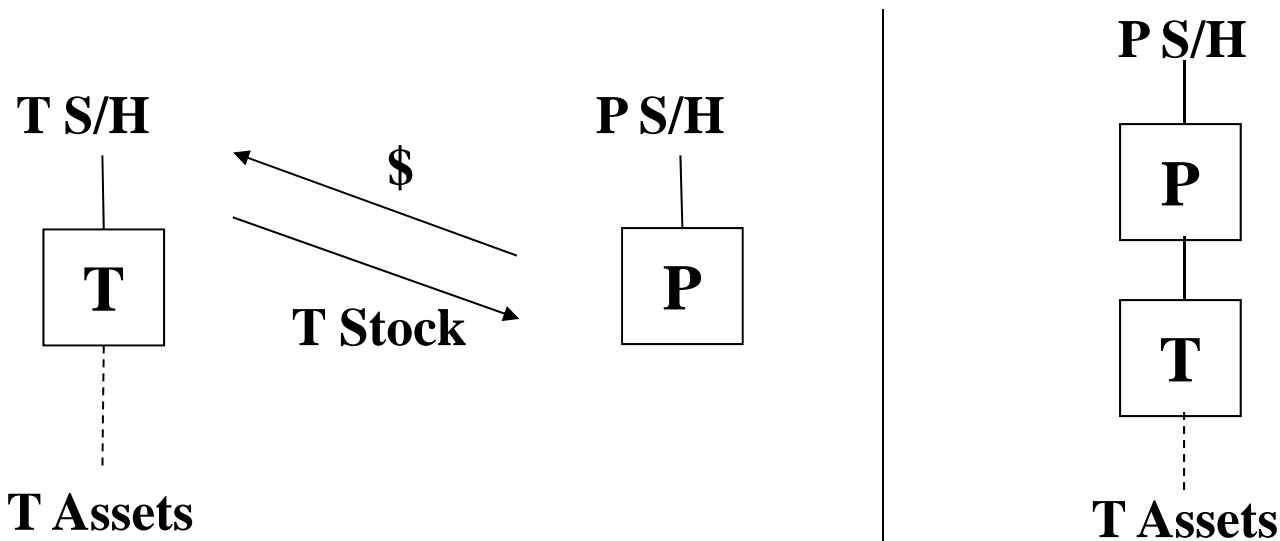 T S/H
P S/H
$
T
P
T Stock
T Assets
P S/H
P
T
T Assets